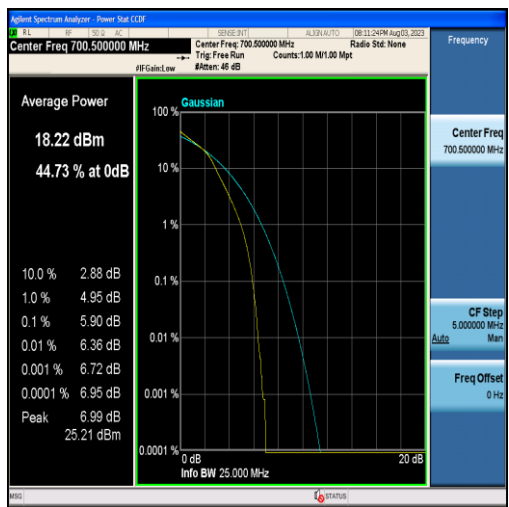 Agilent Spectrum Analyzer - Power Stat CCDF
RL RF 50 Ω AC SENSE:INT ALIGN AUTO 08:11:24 PM Aug 03, 2023
Center Freq 700.500000 MHz
Center Freq: 700.500000 MHz Radio Std: None
Trig: Free Run Counts:1.00 M/1.00 Mpt
#IFGain:Low #Atten: 46 dB
Frequency
Average Power
18.22 dBm
44.73 % at 0dB
10.0 % 2.88 dB
1.0 % 4.95 dB
0.1 % 5.90 dB
0.01 % 6.36 dB
0.001 % 6.72 dB
0.0001 % 6.95 dB
Peak 6.99 dB
25.21 dBm
Gaussian
100 %
10 %
1 %
0.1 %
0.01 %
0.001 %
0.0001 %
0 dB 20 dB
Info BW 25.000 MHz
Center Freq
700.500000 MHz
CF Step
5.000000 MHz
Auto Man
Freq Offset
0 Hz
MSG STATUS